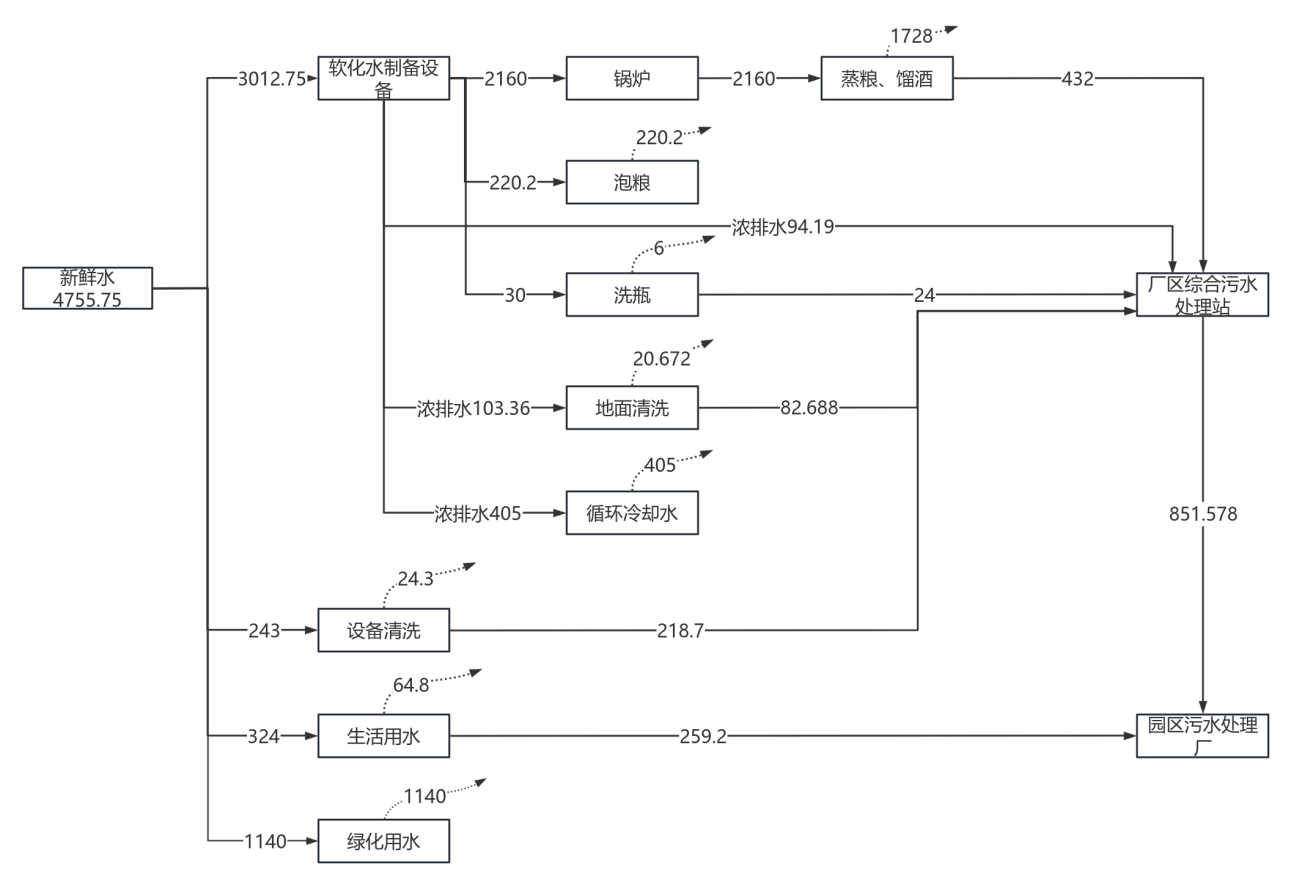 1728
3012.75
软化水制备设
备
2160
锅炉
2160
蒸粮、馏酒
432
220.2
220.2
泡粮
浓排水94.19
6
新鲜水
4755.75
30
洗瓶
24
厂区综合污水
处理站
20.672
浓排水103.36
地面清洗
82.688
405
浓排水405
循环冷却水
851.578
24.3
243
设备清洗
218.7
64.8
324
生活用水
259.2
园区污水处理
厂
1140
1140
绿化用水